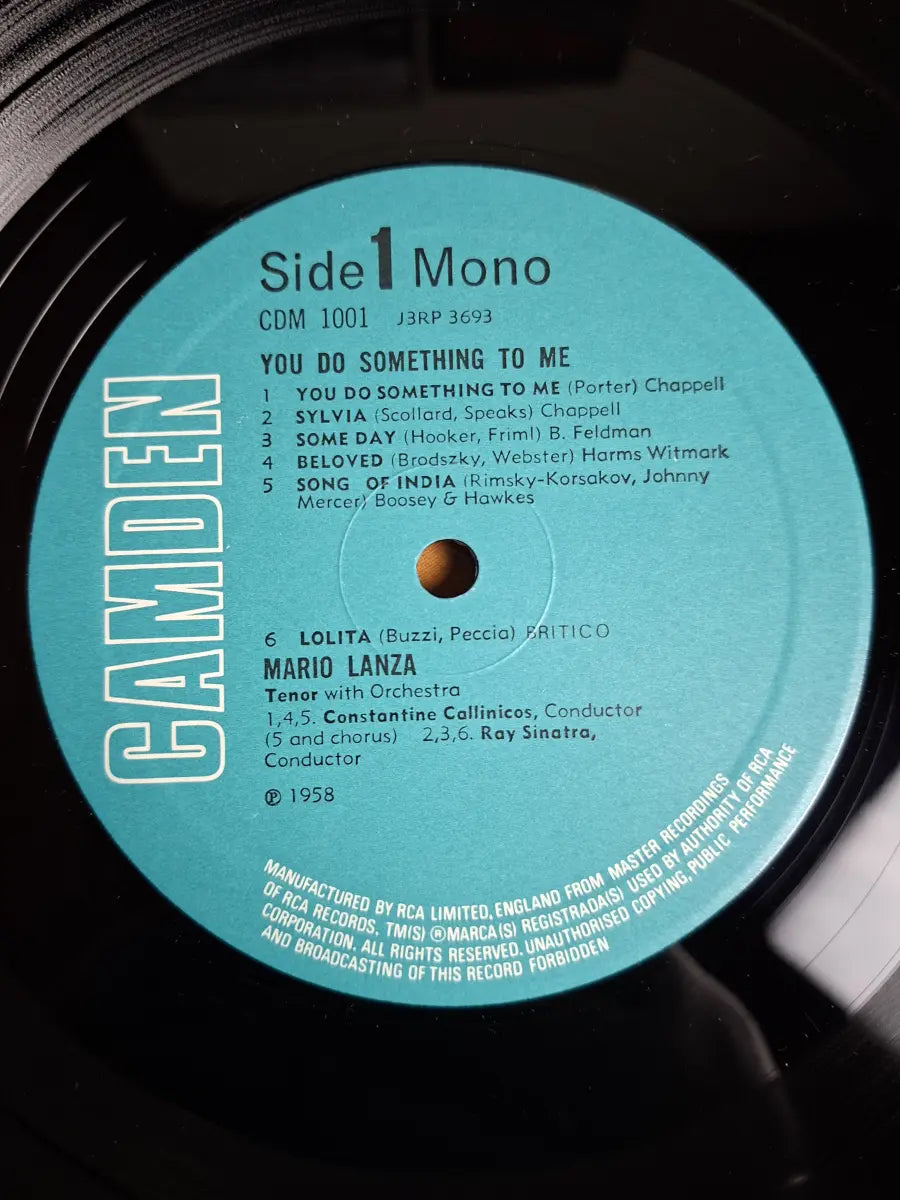 CAMDEN
Side 1 Mono
CDM 1001 J3RP 3693
YOU DO SOMETHING TO ME
1 YOU DO SOMETHING TO ME (Porter) Chappell
2 SYLVIA (Scollard, Speaks) Chappell
3 SOME DAY (Hooker, Friml) B. Feldman
4 BELOVED (Brodszky, Webster) Harms Witmark
5 SONG OF INDIA (Rimsky-Korsakov, Johnny
Mercer) Boosey & Hawkes
6 LOLITA (Buzzi, Peccia) BRITICO
MARIO LANZA
Tenor with Orchestra
1,4,5. Constantine Callinicos, Conductor
(5 and chorus) 2,3,6. Ray Sinatra,
Conductor
℗ 1958
MANUFACTURED BY RCA LIMITED, ENGLAND FROM MASTER RECORDINGS
OF RCA RECORDS. TM(S) ® MARCA(S) REGISTRADA(S) USED BY AUTHORITY OF RCA
CORPORATION. ALL RIGHTS RESERVED. UNAUTHORISED COPYING, PUBLIC PERFORMANCE
AND BROADCASTING OF THIS RECORD FORBIDDEN